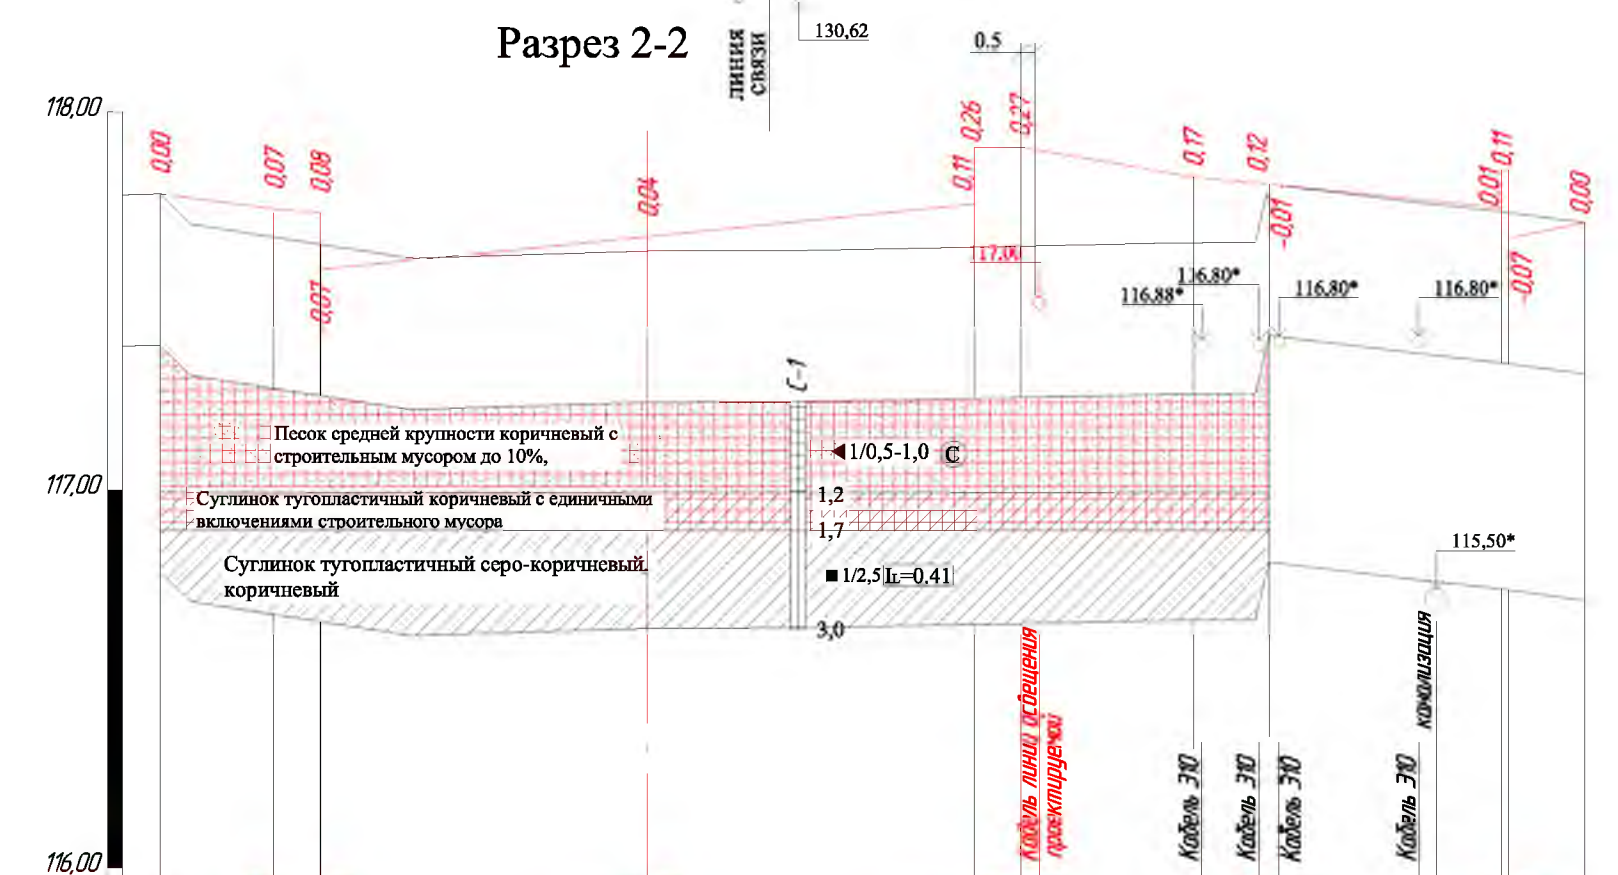 Разрез 2-2
ЛИНИЯ
СВЯЗИ
130,62
0.5
118,00
0,00
0,07
0,08
0,04
0,11
0,26
0,27
0,17
0,12
0,01
0,11
0,00
-0,01
-0,07
-0,07
117.00
116.88*
116.80*
116.80*
116.80*
С-1
Песок средней крупности коричневый с
строительным мусором до 10%,
1/0,5-1,0 С
117,00
Суглинок тугопластичный коричневый с единичными
включениями строительного мусора
1,2
1,7
Суглинок тугопластичный серо-коричневый.
коричневый
1/2,5 IL=0.41
3,0
115,50*
канализация
Кабель линии освещения
проектируемой
Кабель ЭЛ0
Кабель ЭЛ0
Кабель ЭЛ0
Кабель ЭЛ0
116,00